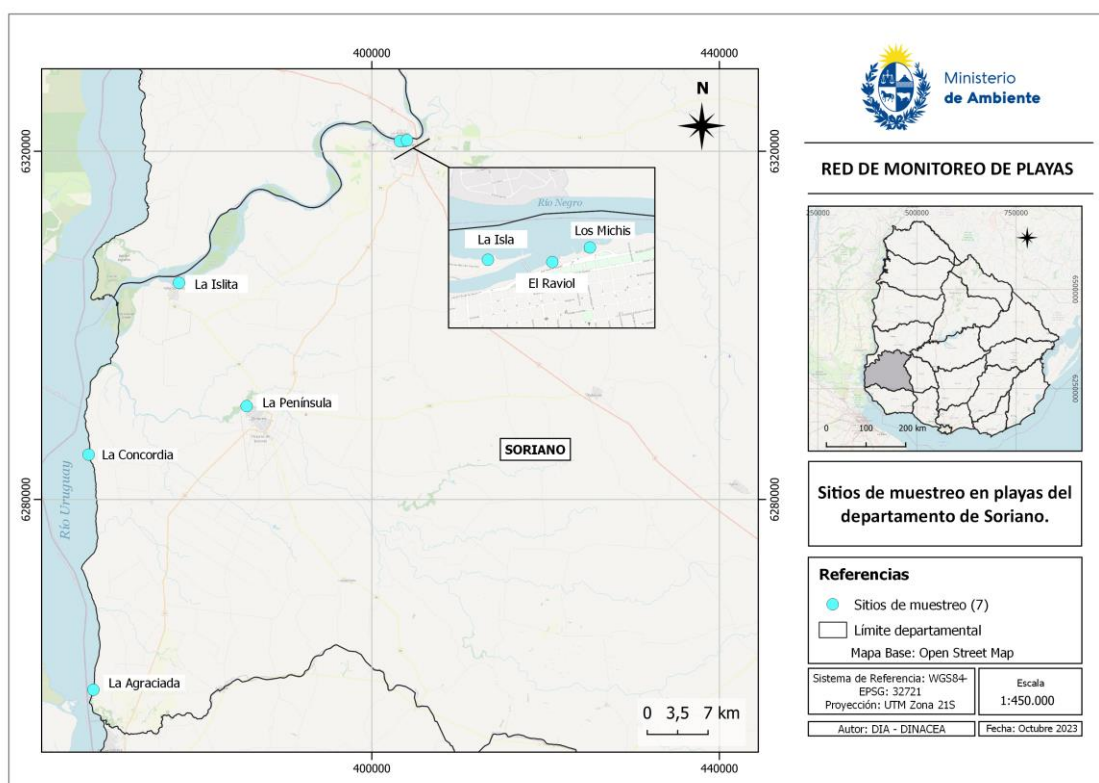 400000
440000
6320000
6320000
N
Río Negro
Los Michis
La Isla
El Raviol
La Islita
La Península
La Concordia
SORIANO
Río Uruguay
6280000
6280000
La Agraciada
0 3,5 7 km
400000
440000
Ministerio
de Ambiente
RED DE MONITOREO DE PLAYAS
250000
500000
750000
6500000
6250000
0 100 200 km
Sitios de muestreo en playas del
departamento de Soriano.
Referencias
Sitios de muestreo (7)
Límite departamental
Mapa Base: Open Street Map
Sistema de Referencia: WGS84-
EPSG: 32721
Proyección: UTM Zona 21S
Escala
1:450.000
Autor: DIA - DINACEA
Fecha: Octubre 2023